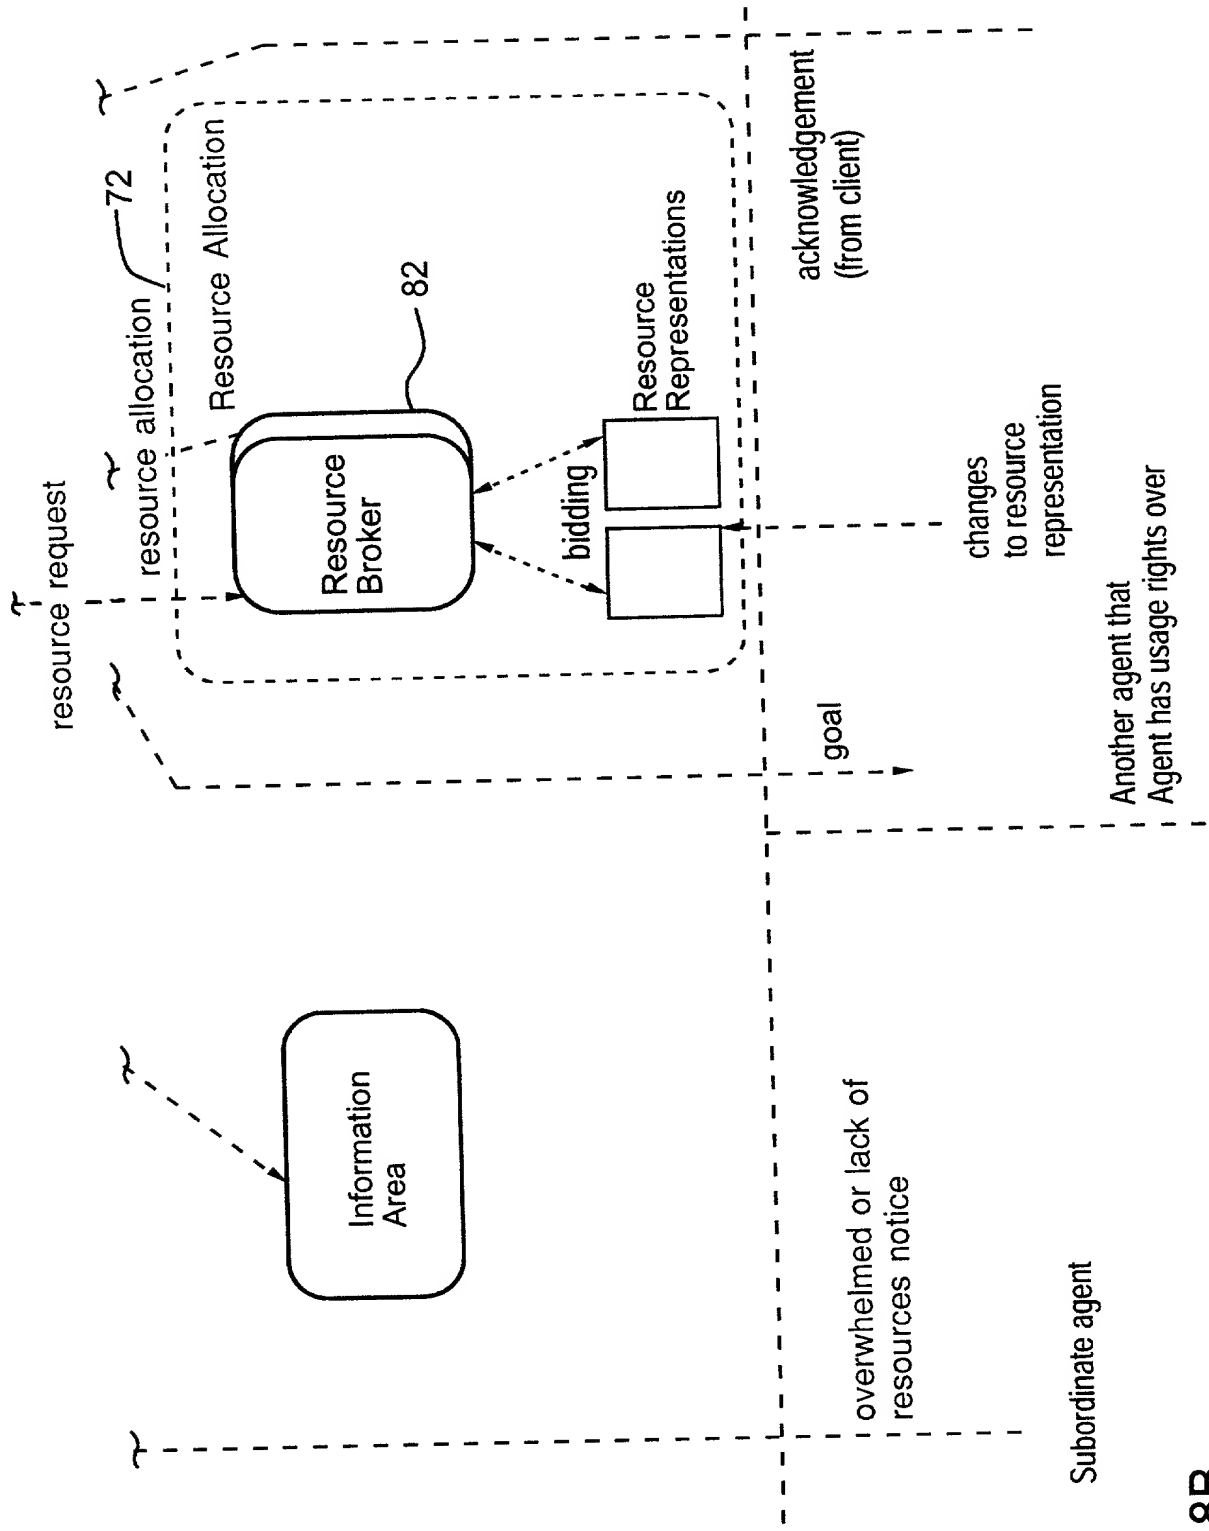 resource request
resource allocation
72
Resource Allocation
Resource
Broker
82
bidding
Resource
Representations
Information
Area
goal
acknowledgement
(from client)
overwhelmed or lack of
resources notice
changes
to resource
representation
Subordinate agent
Another agent that
Agent has usage rights over
8B